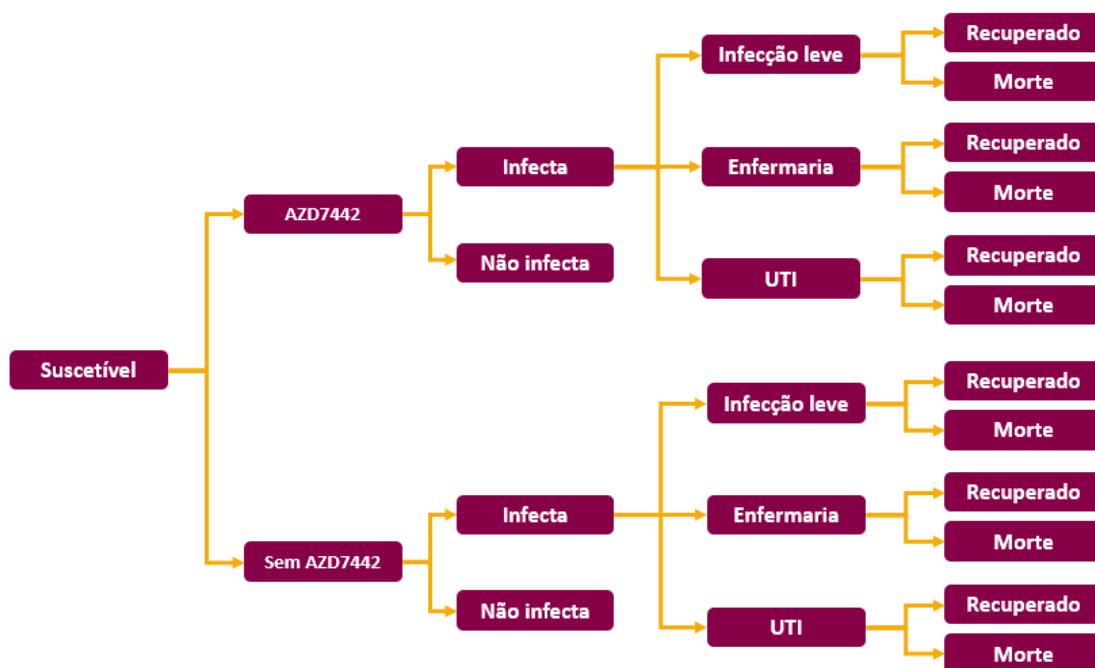 Recuperado
Infecção leve
Morte
Recuperado
Infecta
Enfermaria
Morte
AZD7442
Recuperado
Não infecta
UTI
Morte
Suscetível
Recuperado
Infecção leve
Morte
Recuperado
Infecta
Enfermaria
Morte
Sem AZD7442
Recuperado
Não infecta
UTI
Morte